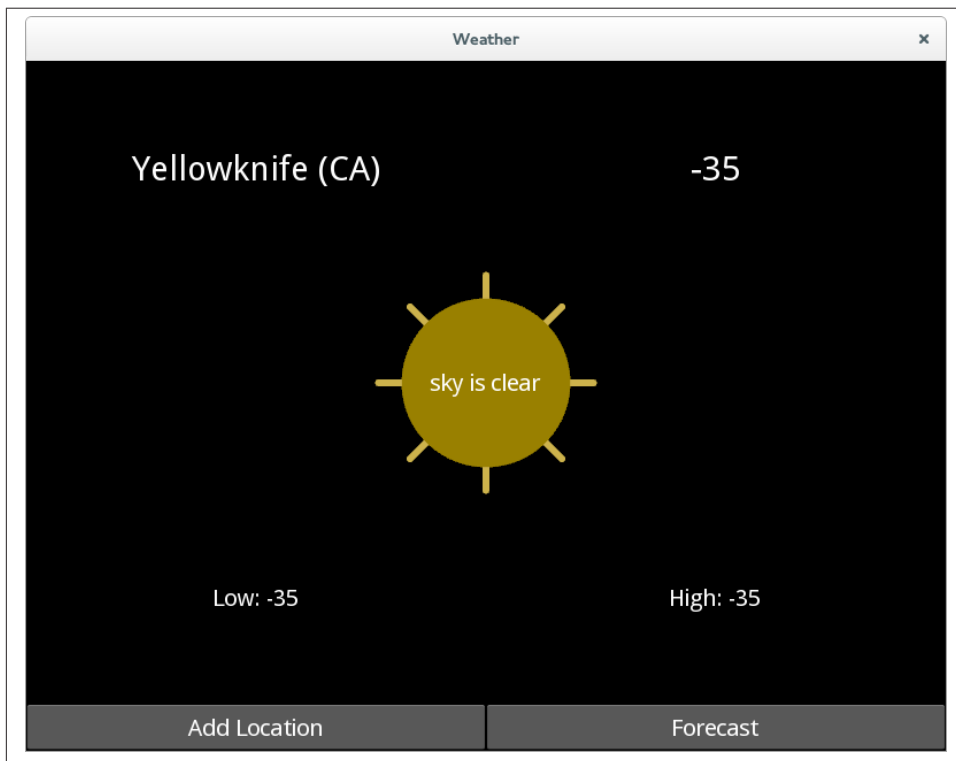 Weather ×
Yellowknife (CA) -35
sky is clear
Low: -35 High: -35
Add Location Forecast